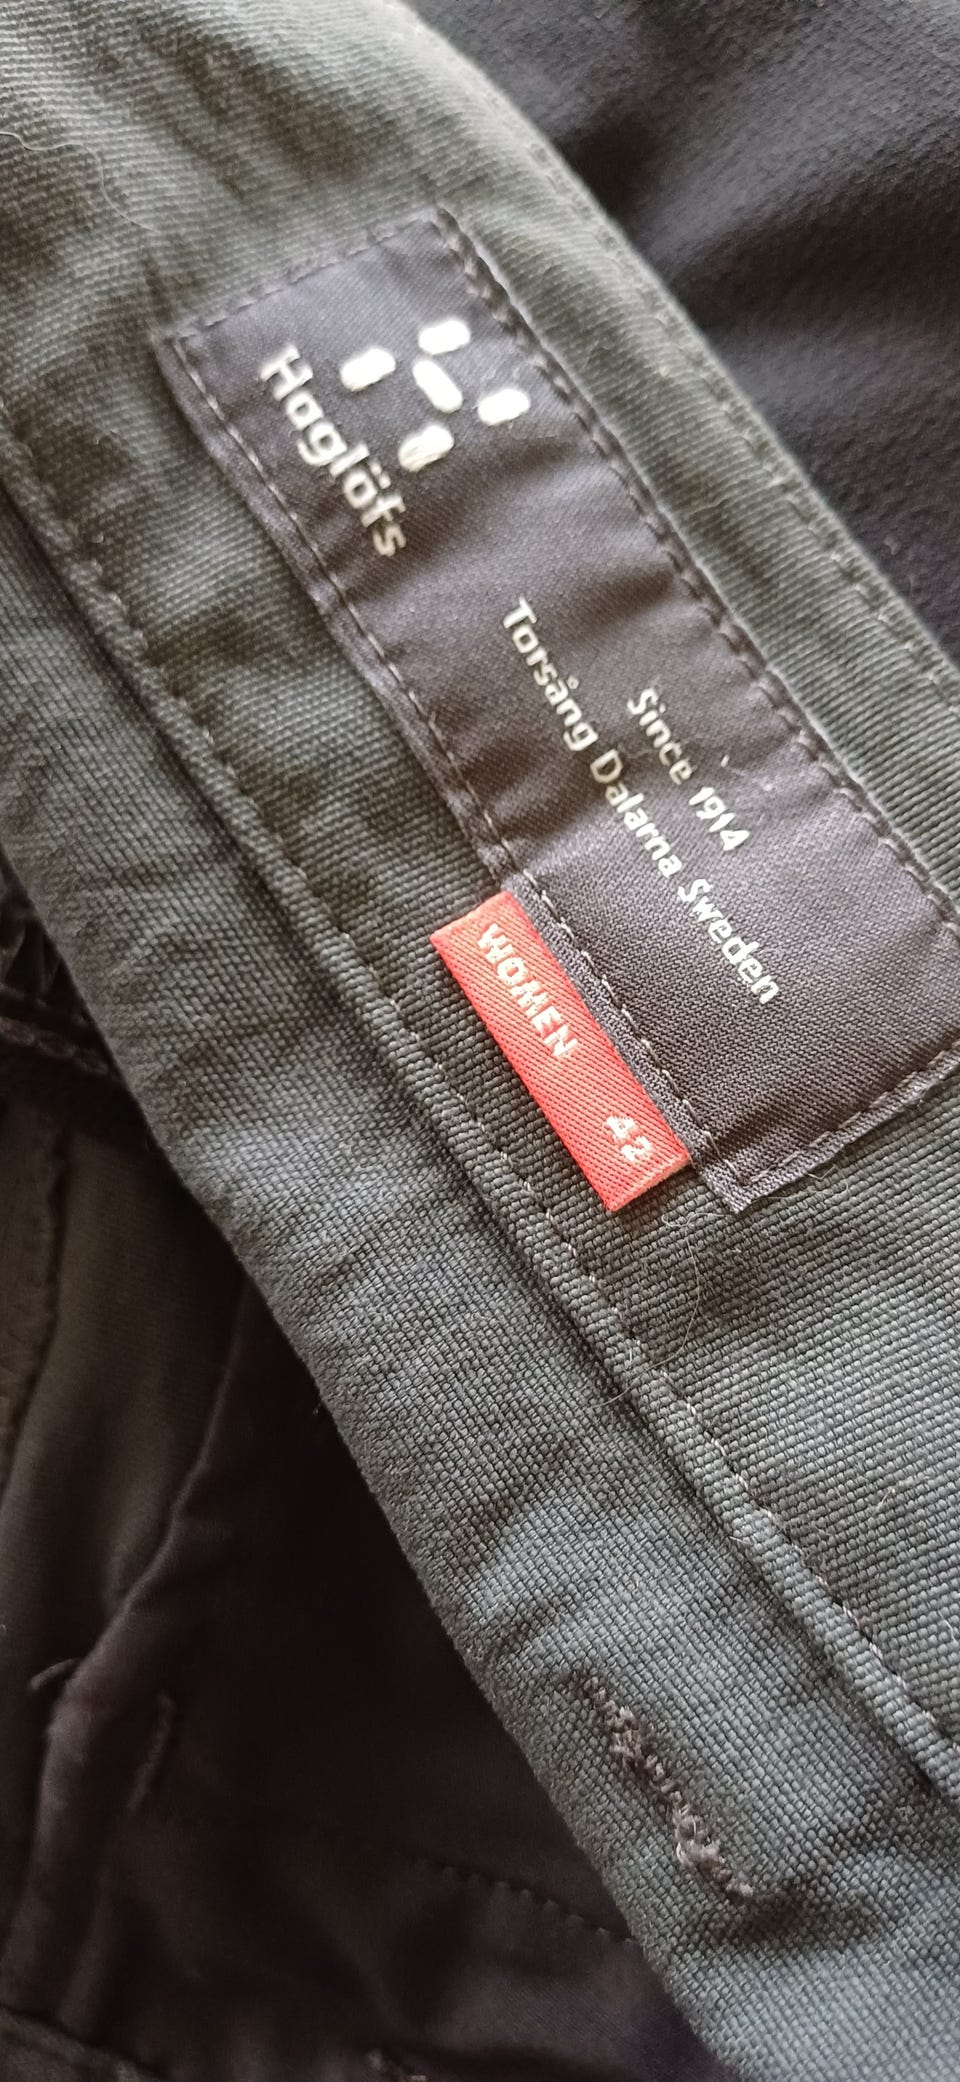 Haglöfs
Since 1914
Torsång Dalarna Sweden
WOMEN 42